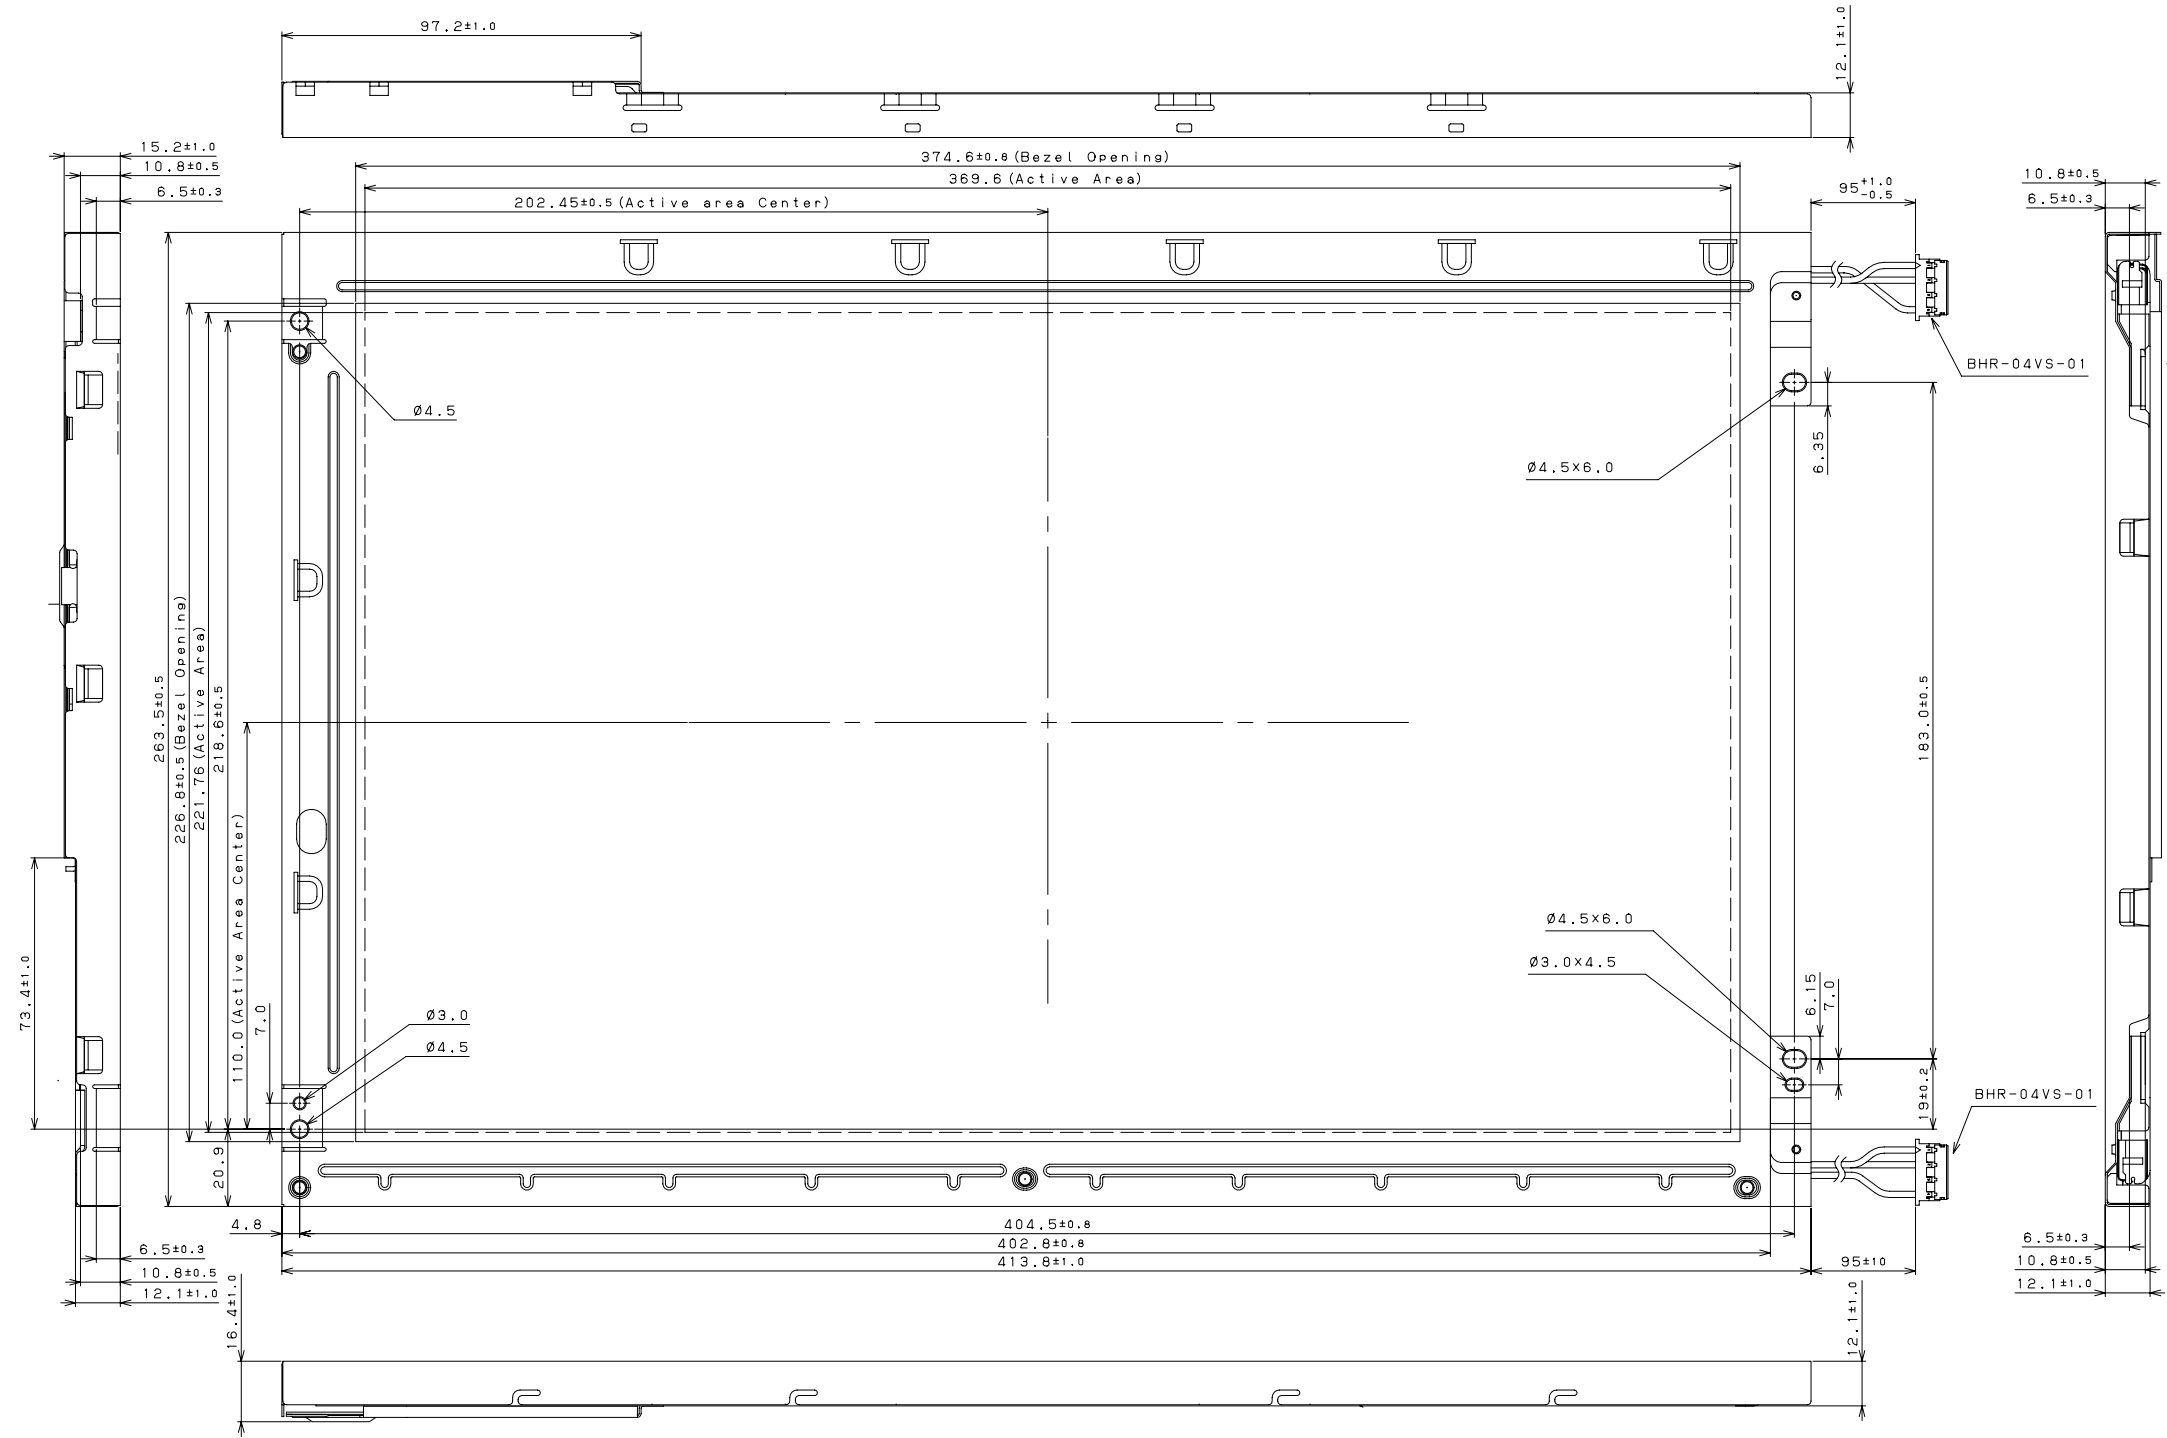 97.2±1.0
12.1±1.0
15.2±1.0
10.8±0.5
6.5±0.3
374.6±0.8(Bezel Opening)
369.6(Active Area)
202.45±0.5(Active area Center)
95+1.0
-0.5
10.8±0.5
6.5±0.3
BHR-04VS-01
Ø4.5
Ø4.5×6.0
6.35
263.5±0.5
226.8±0.5(Bezel Opening)
221.76(Active Area)
218.6±0.5
110.0(Active Area Center)
183.0±0.5
73.4±1.0
7.0
Ø3.0
Ø4.5
Ø4.5×6.0
Ø3.0×4.5
6.15
7.0
19±0.2
BHR-04VS-01
20.9
4.8
404.5±0.8
402.8±0.8
413.8±1.0
95±10
6.5±0.3
10.8±0.5
12.1±1.0
6.5±0.3
10.8±0.5
12.1±1.0
16.4±1.0
12.1±1.0